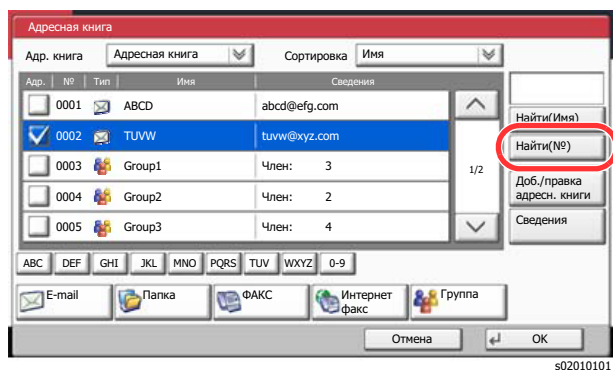 Адресная книга
Адр. книга Адресная книга Сортировка Имя
Адр. № Тип Имя Сведения
0001 ABCD abcd@efg.com
0002 TUVW tuvw@xyz.com
0003 Group1 Член: 3
0004 Group2 Член: 2
0005 Group3 Член: 4
1/2
Найти(Имя)
Найти(№)
Доб./правка
адресн. книги
Сведения
ABC DEF GHI JKL MNO PQRS TUV WXYZ 0-9
E-mail Папка ФАКС Интернет
факс Группа
Отмена OK
s02010101